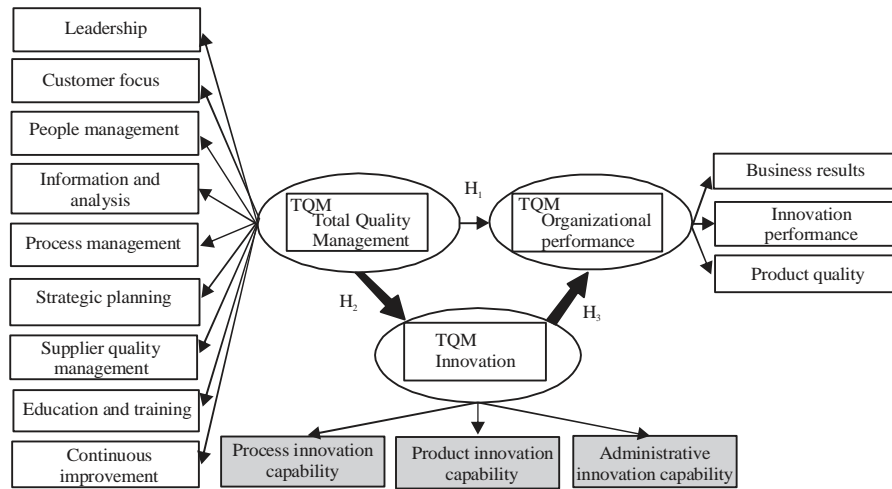 Leadership
Customer focus
People management
Information and
analysis
Process management
Strategic planning
Supplier quality
management
Education and training
Continuous
improvement
TQM
Total Quality
Management
H1
TQM
Organizational
performance
H2
H3
TQM
Innovation
Business results
Innovation
performance
Product quality
Process innovation
capability
Product innovation
capability
Administrative
innovation capability